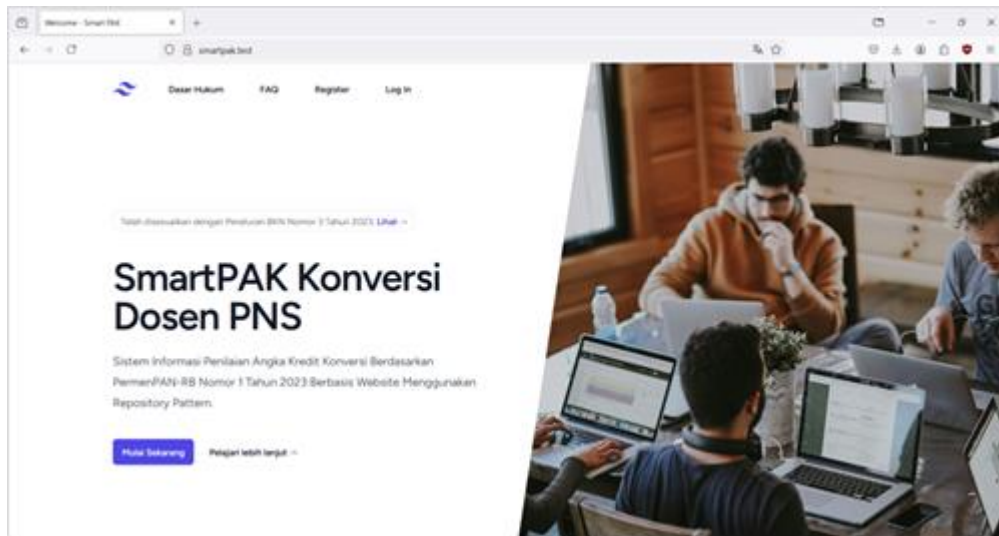 Welcome - Smart PAK
smartpak.test
Dasar Hukum FAQ Register Log In
Telah disesuaikan dengan Peraturan BKN Nomor 3 Tahun 2023. Lihat →
SmartPAK Konversi
Dosen PNS
Sistem Informasi Penilaian Angka Kredit Konversi Berdasarkan
PermenPAN-RB Nomor 1 Tahun 2023 Berbasis Website Menggunakan
Repository Pattern.
Mulai Sekarang Pelajari lebih lanjut →